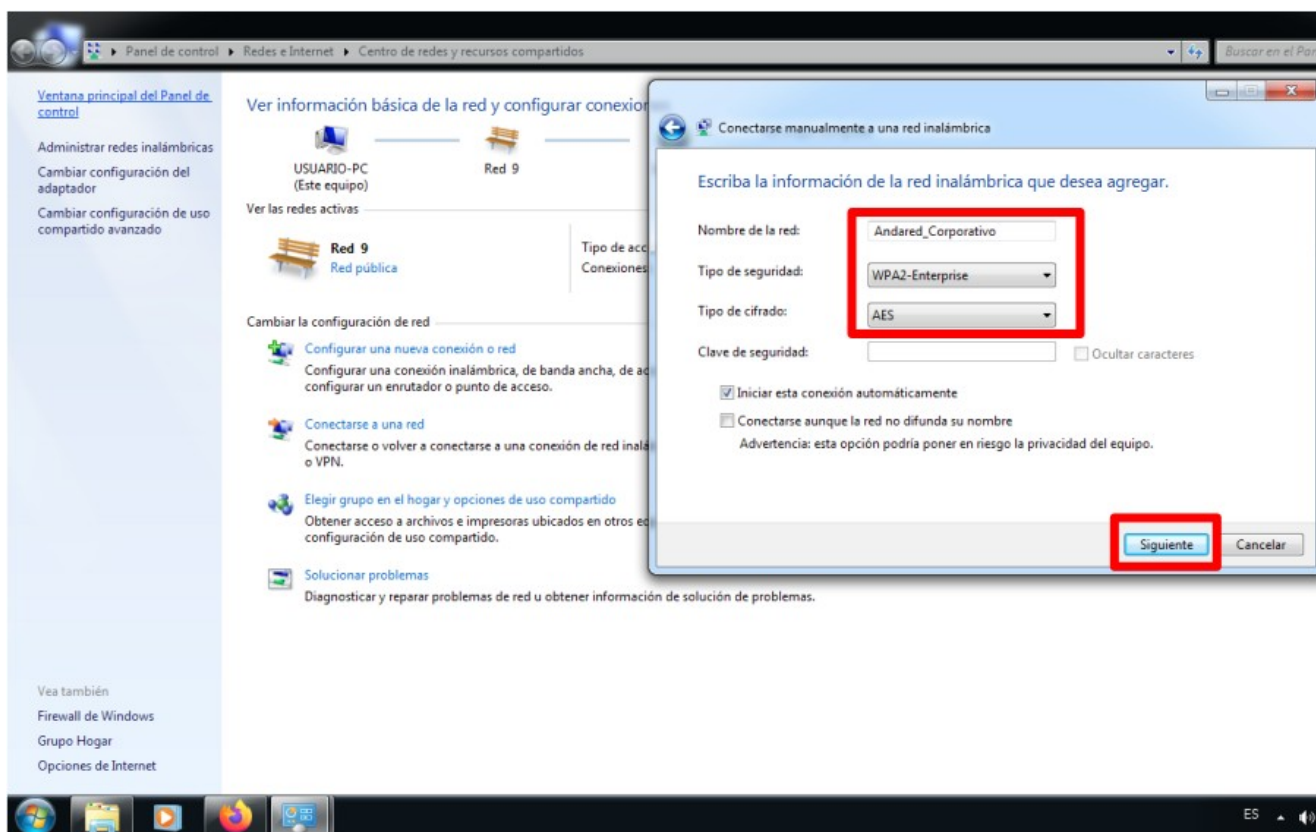 Panel de control ▸ Redes e Internet ▸ Centro de redes y recursos compartidos
Buscar en el Par
Ventana principal del Panel de
control
Administrar redes inalámbricas
Cambiar configuración del
adaptador
Cambiar configuración de uso
compartido avanzado
Vea también
Firewall de Windows
Grupo Hogar
Opciones de Internet
Ver información básica de la red y configurar conexion
USUARIO-PC
(Este equipo)
Red 9
Ver las redes activas
Red 9
Red pública
Tipo de acc
Conexiones
Cambiar la configuración de red
Configurar una nueva conexión o red
Configurar una conexión inalámbrica, de banda ancha, de ac
configurar un enrutador o punto de acceso.
Conectarse a una red
Conectarse o volver a conectarse a una conexión de red inalá
o VPN.
Elegir grupo en el hogar y opciones de uso compartido
Obtener acceso a archivos e impresoras ubicados en otros eq
configuración de uso compartido.
Solucionar problemas
Diagnosticar y reparar problemas de red u obtener información de solución de problemas.
Conectarse manualmente a una red inalámbrica
Escriba la información de la red inalámbrica que desea agregar.
Nombre de la red: Andared_Corporativo
Tipo de seguridad: WPA2-Enterprise
Tipo de cifrado: AES
Clave de seguridad: Ocultar caracteres
Iniciar esta conexión automáticamente
Conectarse aunque la red no difunda su nombre
Advertencia: esta opción podría poner en riesgo la privacidad del equipo.
Siguiente Cancelar
ES